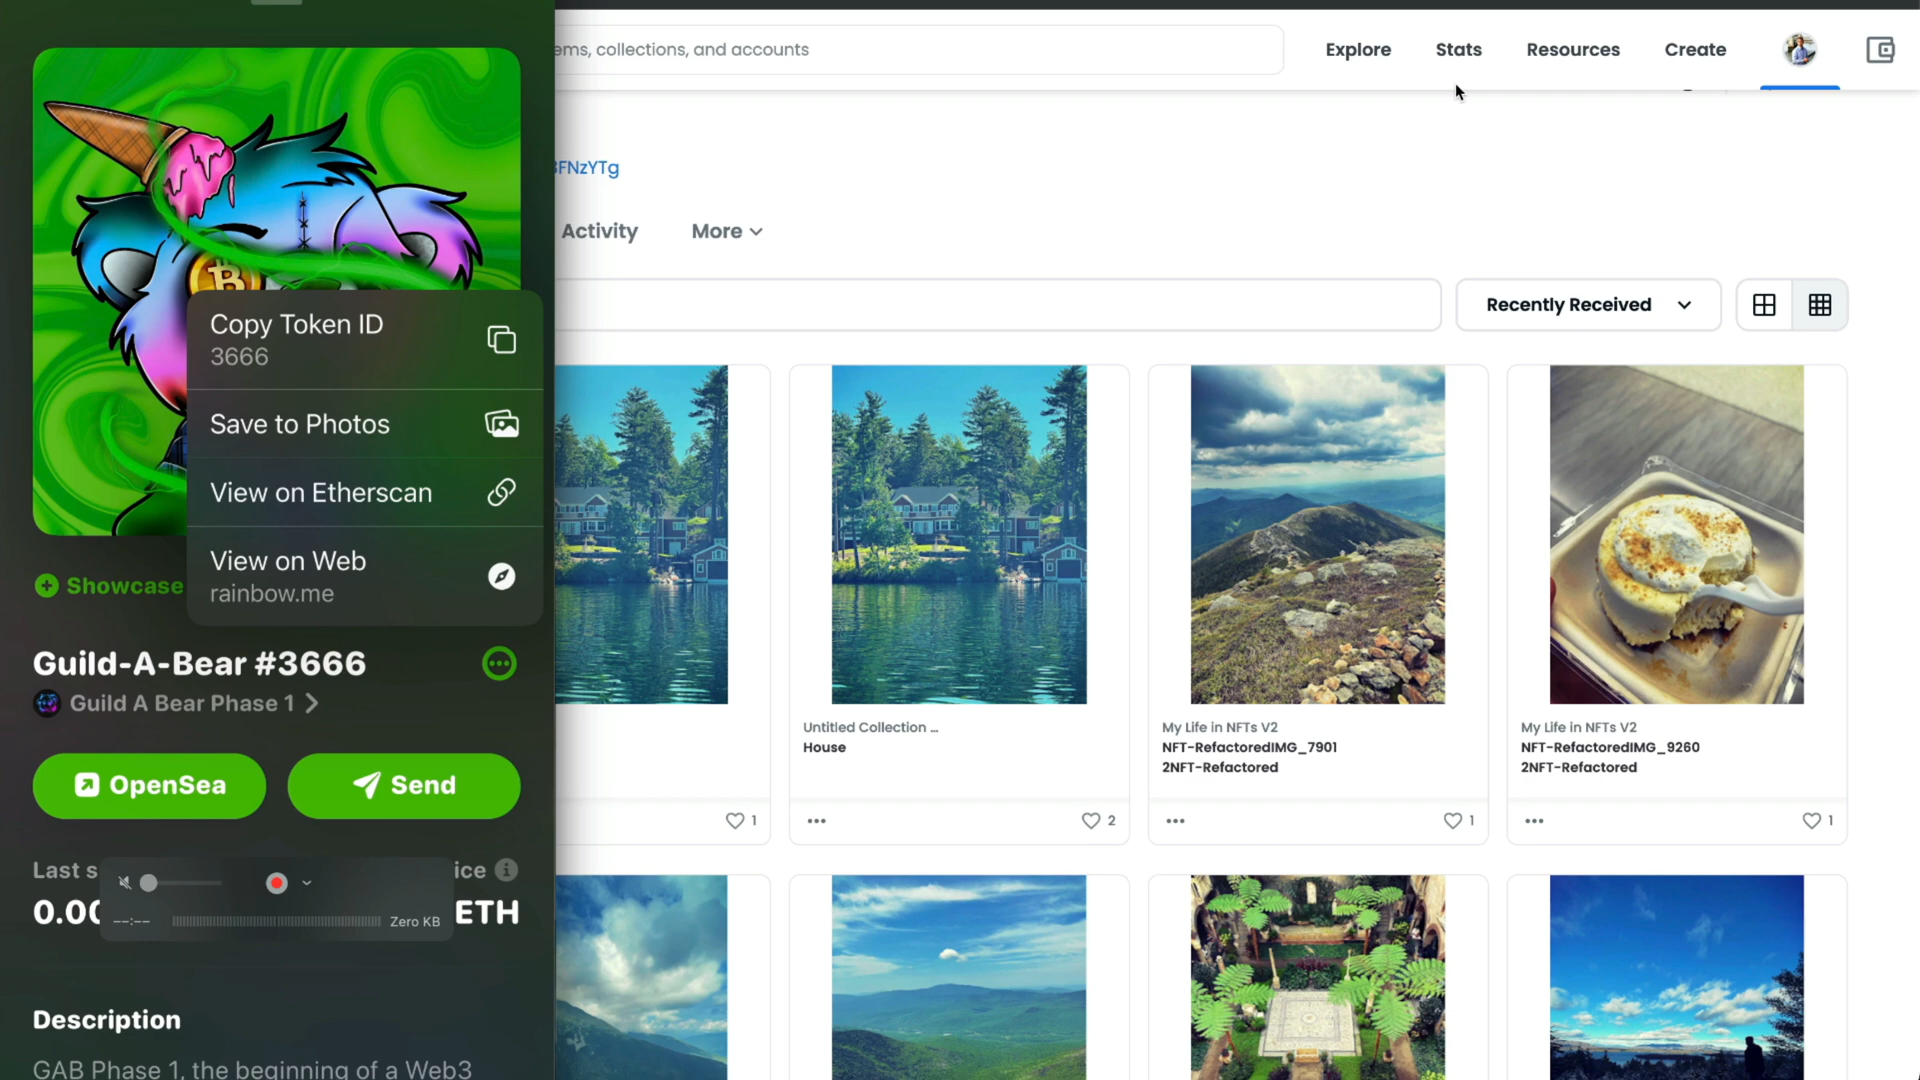 ems, collections, and accounts
Explore
Stats
Resources
Create
FNzYTg
Activity
More
Recently Received
Copy Token ID
3666
Save to Photos
View on Etherscan
View on Web
rainbow.me
Showcase
Guild-A-Bear #3666
Guild A Bear Phase 1
OpenSea
Send
Last s
ice
0.00
ETH
--:--
Zero KB
Description
GAB Phase 1, the beginning of a Web3
Untitled Collection ...
House
My Life in NFTs V2
NFT-RefactoredIMG_7901
2NFT-Refactored
My Life in NFTs V2
NFT-RefactoredIMG_9260
2NFT-Refactored
1
2
1
1